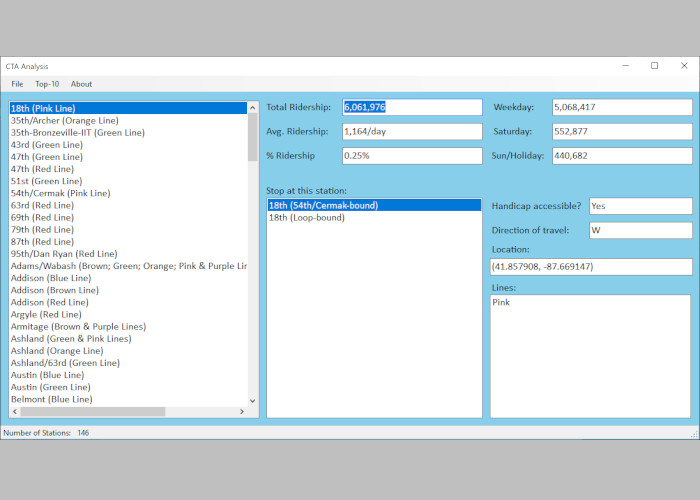 CTA Analysis
File Top-10 About
18th (Pink Line)
35th/Archer (Orange Line)
35th-Bronzeville-IIT (Green Line)
43rd (Green Line)
47th (Green Line)
47th (Red Line)
51st (Green Line)
54th/Cermak (Pink Line)
63rd (Red Line)
69th (Red Line)
79th (Red Line)
87th (Red Line)
95th/Dan Ryan (Red Line)
Adams/Wabash (Brown; Green; Orange; Pink & Purple Lir
Addison (Blue Line)
Addison (Brown Line)
Addison (Red Line)
Argyle (Red Line)
Armitage (Brown & Purple Lines)
Ashland (Green & Pink Lines)
Ashland (Orange Line)
Ashland/63rd (Green Line)
Austin (Blue Line)
Austin (Green Line)
Belmont (Blue Line)
Total Ridership: 6,061,976
Avg. Ridership: 1,164/day
% Ridership 0.25%
Weekday: 5,068,417
Saturday: 552,877
Sun/Holiday: 440,682
Stop at this station:
18th (54th/Cermak-bound)
18th (Loop-bound)
Handicap accessible? Yes
Direction of travel: W
Location:
(41.857908, -87.669147)
Lines:
Pink
Number of Stations: 146